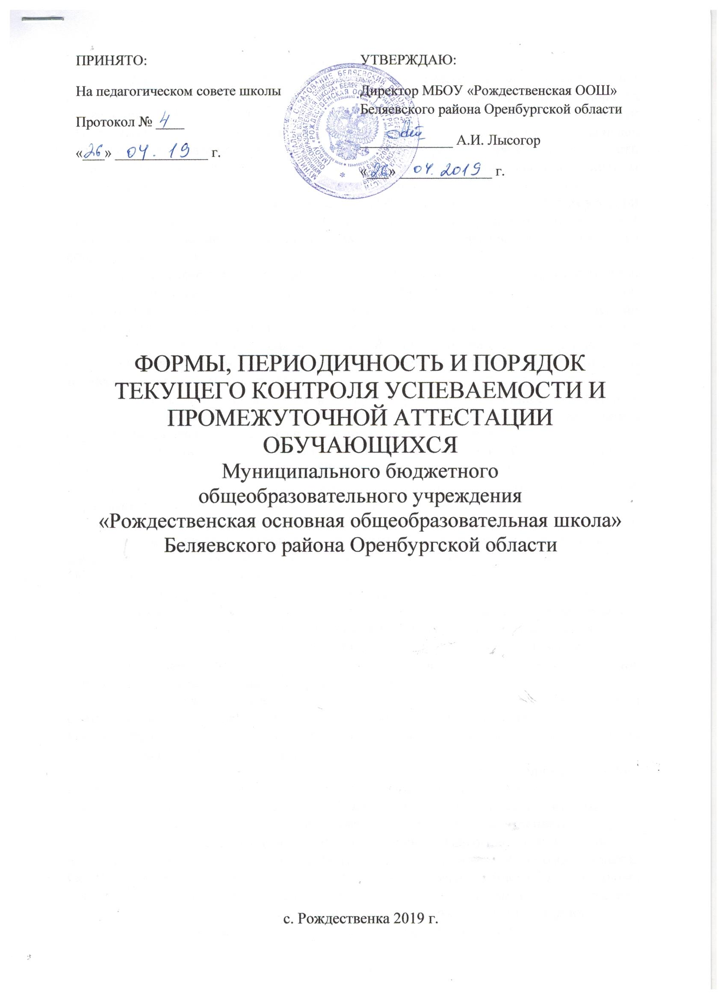 ПРИНЯТО:
На педагогическом совете школы
Протокол № 4
«26» 04. 19 г.
УТВЕРЖДАЮ:
Директор МБОУ «Рождественская ООШ»
Беляевского района Оренбургской области
А.И. Лысогор
«26» 04. 2019 г.
ФОРМЫ, ПЕРИОДИЧНОСТЬ И ПОРЯДОК
ТЕКУЩЕГО КОНТРОЛЯ УСПЕВАЕМОСТИ И
ПРОМЕЖУТОЧНОЙ АТТЕСТАЦИИ
ОБУЧАЮЩИХСЯ
Муниципального бюджетного
общеобразовательного учреждения
«Рождественская основная общеобразовательная школа»
Беляевского района Оренбургской области
с. Рождественка 2019 г.